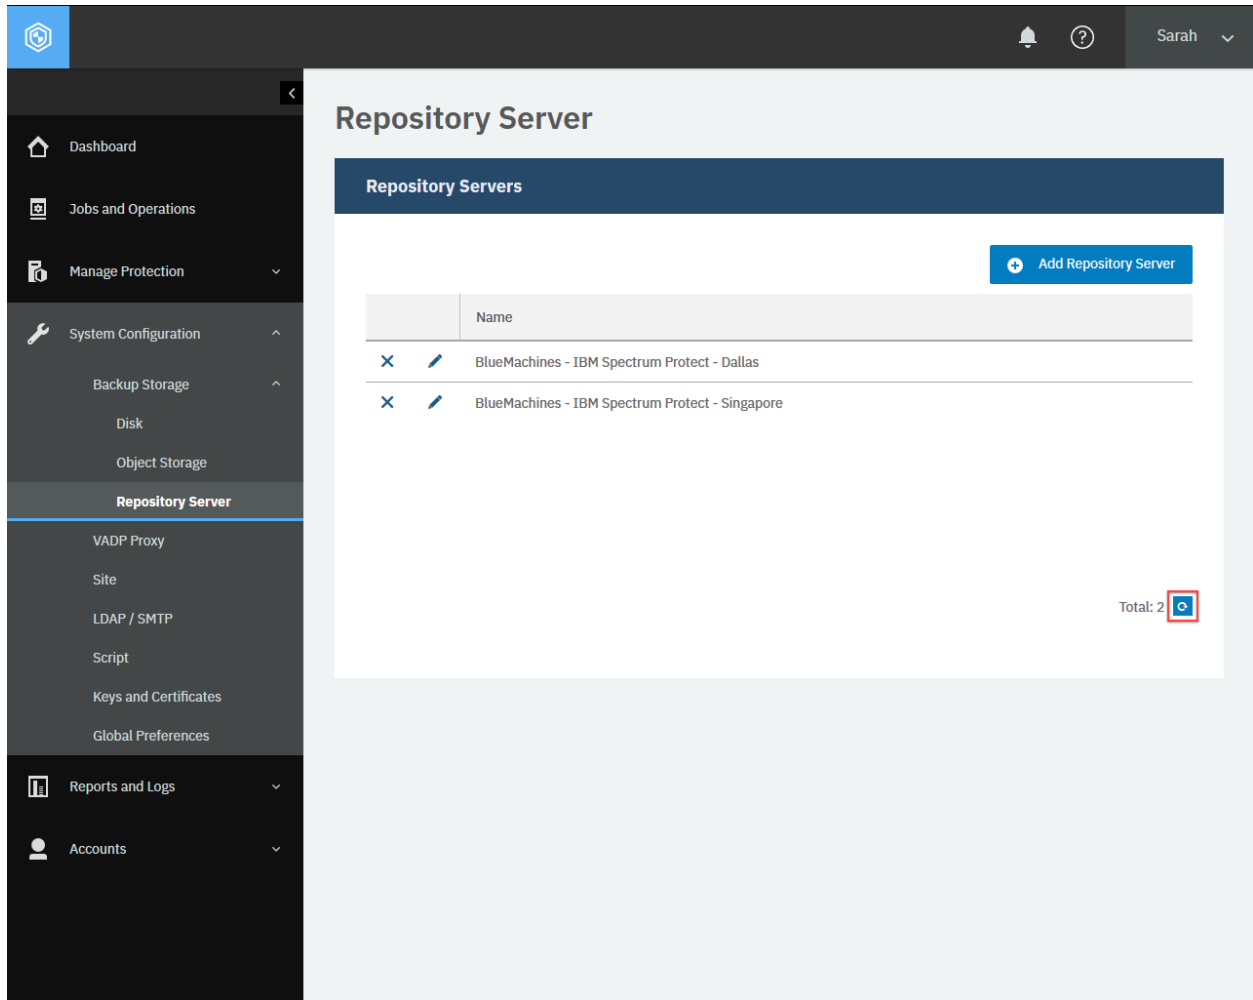 Sarah
Dashboard
Jobs and Operations
Manage Protection
System Configuration
Backup Storage
Disk
Object Storage
Repository Server
VADP Proxy
Site
LDAP / SMTP
Script
Keys and Certificates
Global Preferences
Reports and Logs
Accounts
Repository Server
Repository Servers
Add Repository Server
Name
BlueMachines - IBM Spectrum Protect - Dallas
BlueMachines - IBM Spectrum Protect - Singapore
Total: 2